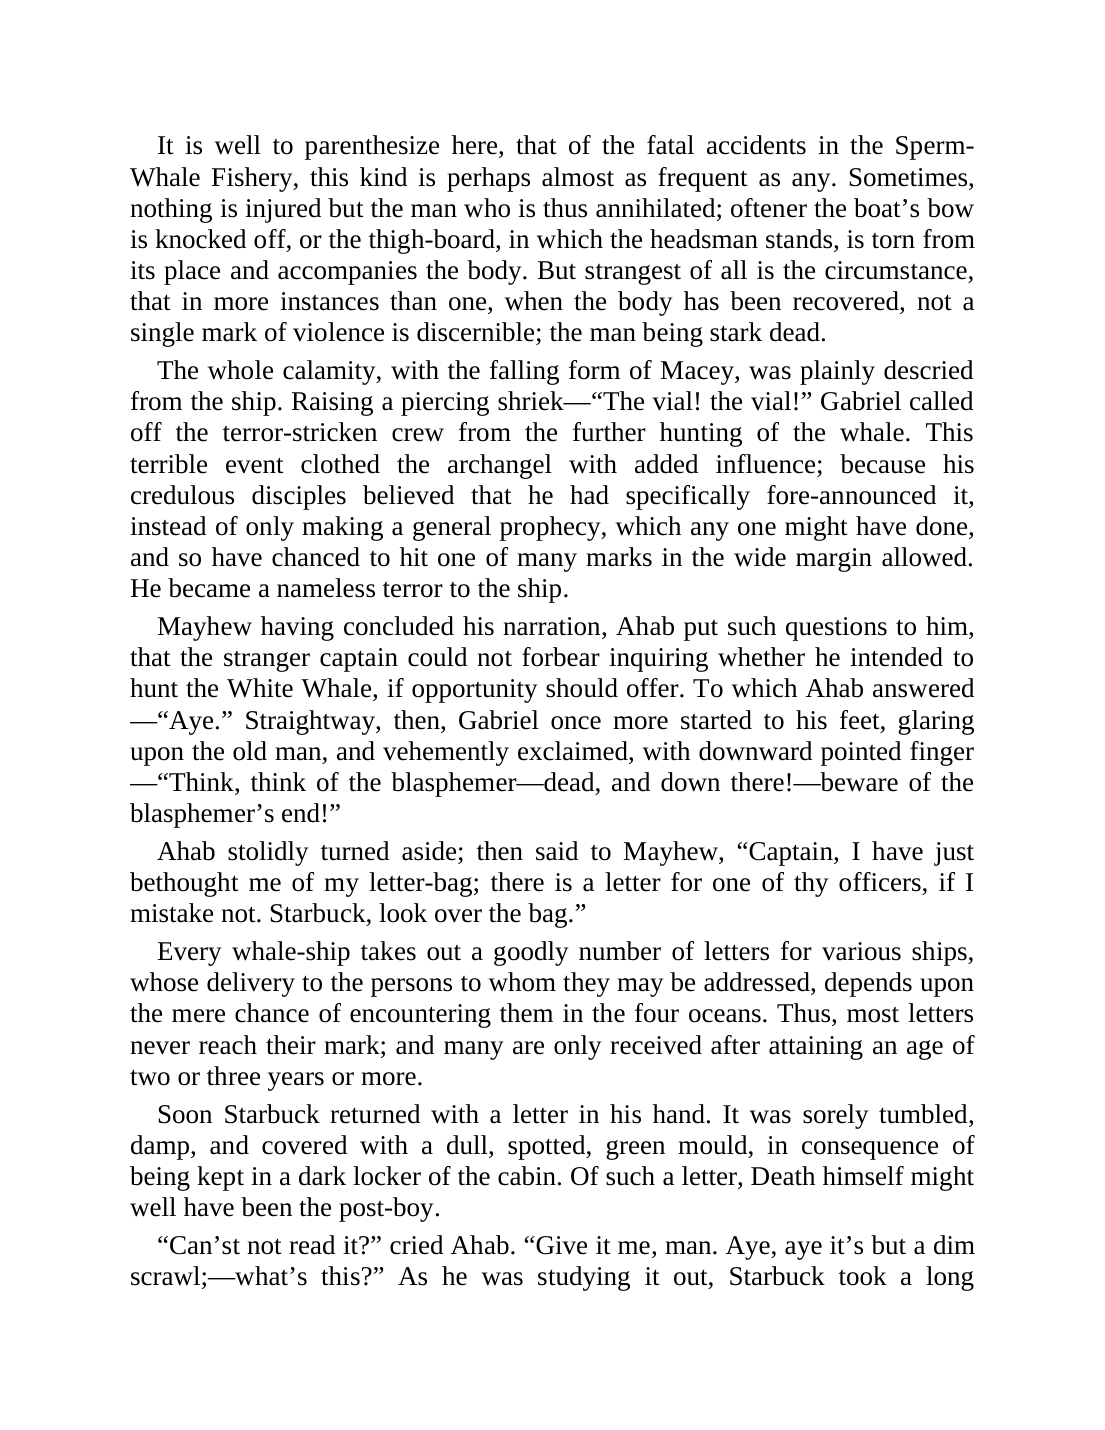 It is well to parenthesize here, that of the fatal accidents in the Sperm-
Whale Fishery, this kind is perhaps almost as frequent as any. Sometimes,
nothing is injured but the man who is thus annihilated; oftener the boat’s bow
is knocked off, or the thigh-board, in which the headsman stands, is torn from
its place and accompanies the body. But strangest of all is the circumstance,
that in more instances than one, when the body has been recovered, not a
single mark of violence is discernible; the man being stark dead.
The whole calamity, with the falling form of Macey, was plainly descried
from the ship. Raising a piercing shriek—“The vial! the vial!” Gabriel called
off the terror-stricken crew from the further hunting of the whale. This
terrible event clothed the archangel with added influence; because his
credulous disciples believed that he had specifically fore-announced it,
instead of only making a general prophecy, which any one might have done,
and so have chanced to hit one of many marks in the wide margin allowed.
He became a nameless terror to the ship.
Mayhew having concluded his narration, Ahab put such questions to him,
that the stranger captain could not forbear inquiring whether he intended to
hunt the White Whale, if opportunity should offer. To which Ahab answered
—“Aye.” Straightway, then, Gabriel once more started to his feet, glaring
upon the old man, and vehemently exclaimed, with downward pointed finger
—“Think, think of the blasphemer—dead, and down there!—beware of the
blasphemer’s end!”
Ahab stolidly turned aside; then said to Mayhew, “Captain, I have just
bethought me of my letter-bag; there is a letter for one of thy officers, if I
mistake not. Starbuck, look over the bag.”
Every whale-ship takes out a goodly number of letters for various ships,
whose delivery to the persons to whom they may be addressed, depends upon
the mere chance of encountering them in the four oceans. Thus, most letters
never reach their mark; and many are only received after attaining an age of
two or three years or more.
Soon Starbuck returned with a letter in his hand. It was sorely tumbled,
damp, and covered with a dull, spotted, green mould, in consequence of
being kept in a dark locker of the cabin. Of such a letter, Death himself might
well have been the post-boy.
“Can’st not read it?” cried Ahab. “Give it me, man. Aye, aye it’s but a dim
scrawl;—what’s this?” As he was studying it out, Starbuck took a long